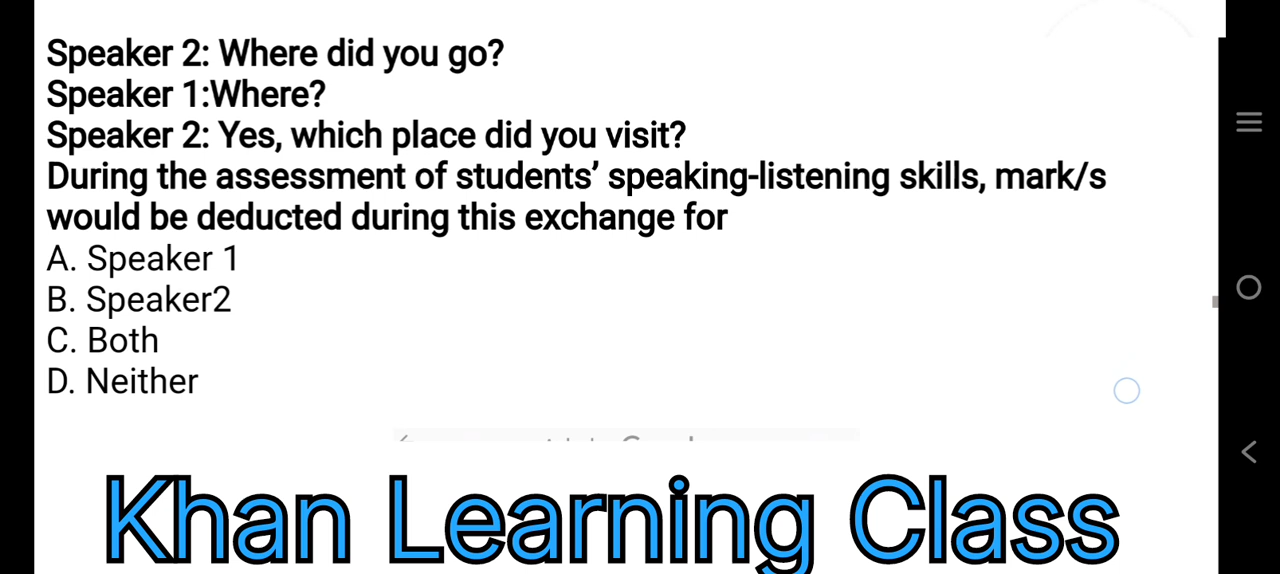 Speaker 2: Where did you go?
Speaker 1:Where?
Speaker 2: Yes, which place did you visit?
During the assessment of students’ speaking-listening skills, mark/s
would be deducted during this exchange for
A. Speaker 1
B. Speaker2
C. Both
D. Neither
Khan Learning Class